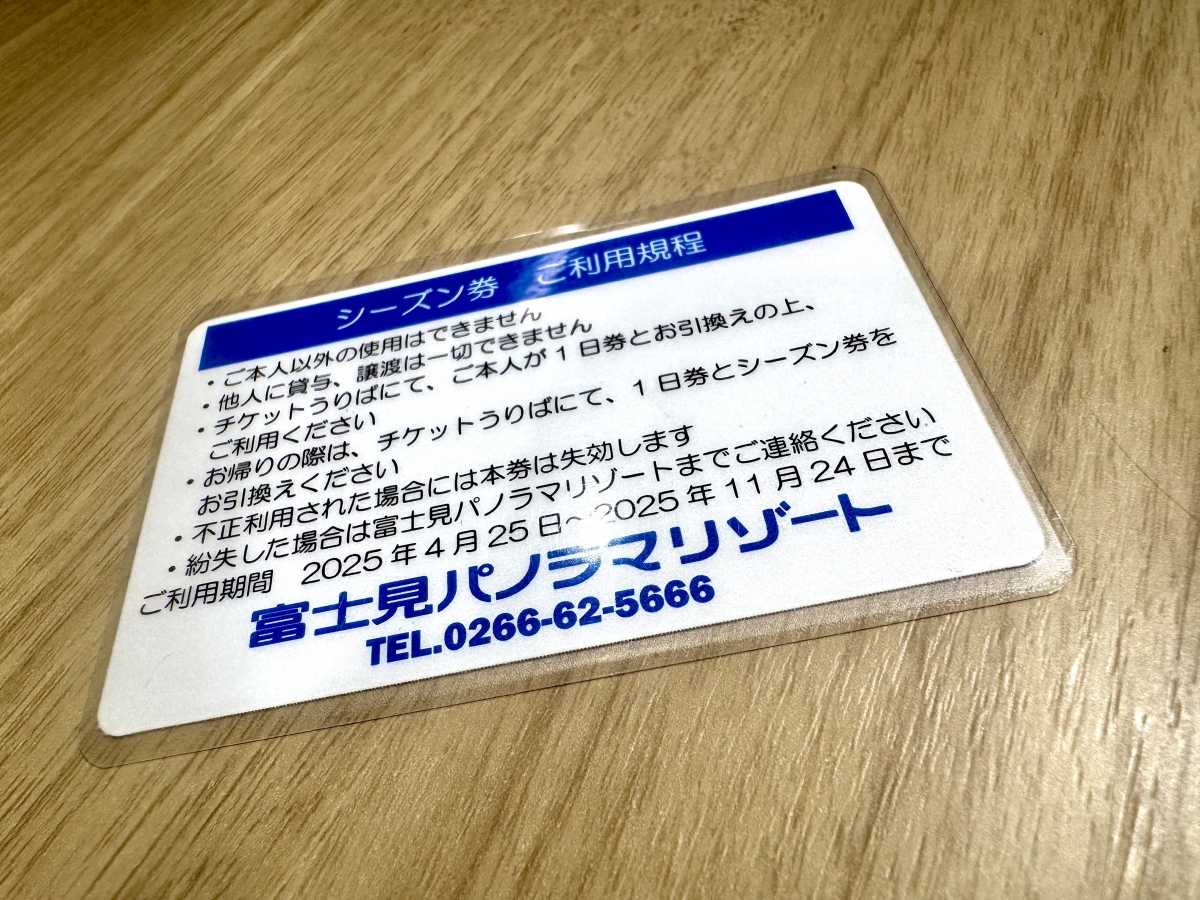 シーズン券　ご利用規程
・ご本人以外の使用はできません
・他人に貸与、譲渡は一切できません
・チケットうりばにて、ご本人が1日券とお引換えの上、
ご利用ください
・お帰りの際は、チケットうりばにて、1日券とシーズン券を
お引換えください
・不正利用された場合には本券は失効します
・紛失した場合は富士見パノラマリゾートまでご連絡ください
ご利用期間　2025年4月25日～2025年11月24日まで
富士見パノラマリゾート
TEL.0266-62-5666